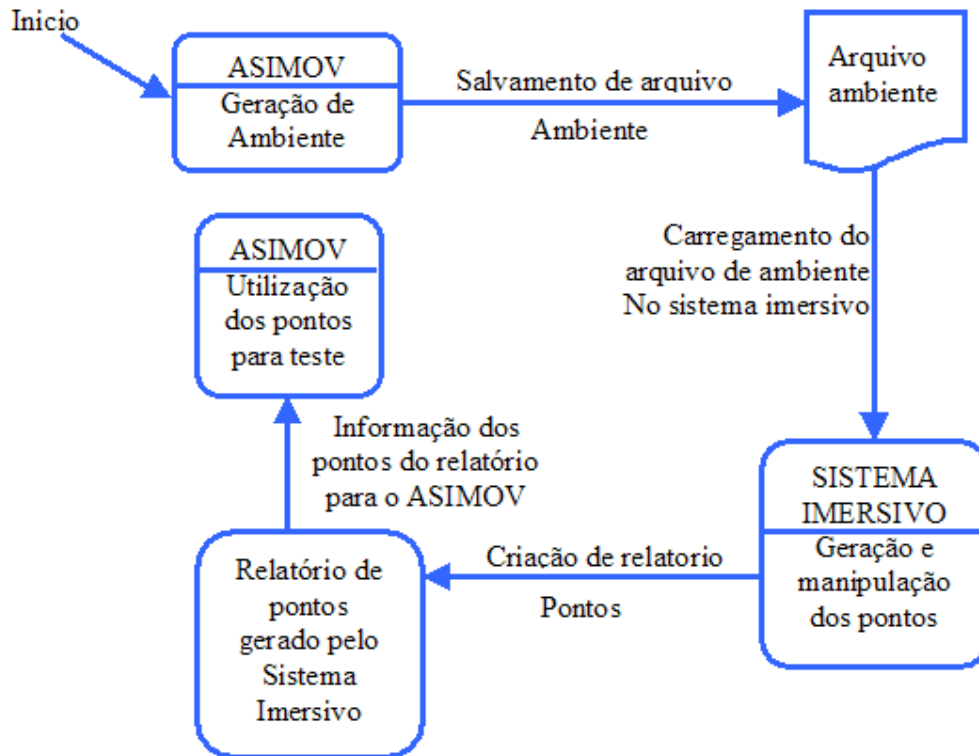 Inicio
ASIMOV
Geração de
Ambiente
Salvamento de arquivo
Ambiente
Arquivo
ambiente
Carregamento do
arquivo de ambiente
No sistema imersivo
SISTEMA
IMERSIVO
Geração e
manipulação
dos pontos
Criação de relatorio
Pontos
Relatório de
pontos
gerado pelo
Sistema
Imersivo
Informação dos
pontos do relatório
para o ASIMOV
ASIMOV
Utilização
dos pontos
para teste